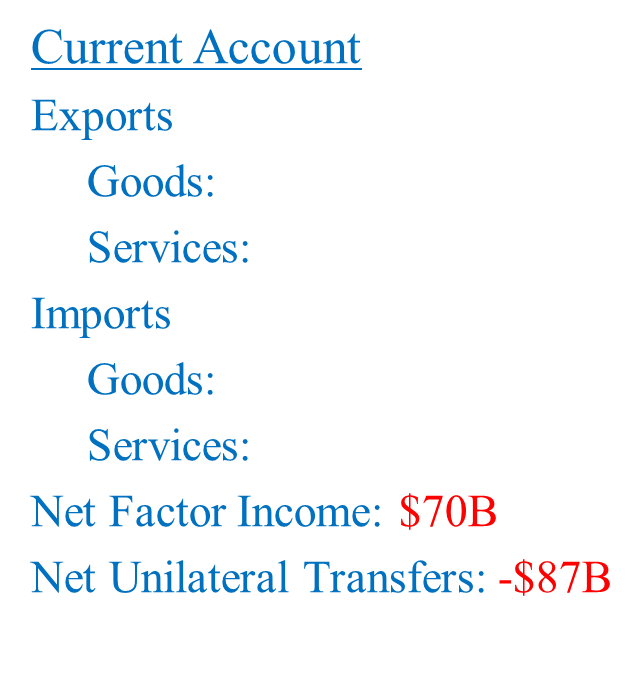 Current Account
Exports
Goods:
Services:
Imports
Goods:
Services:
Net Factor Income: $70B
Net Unilateral Transfers: -$87B